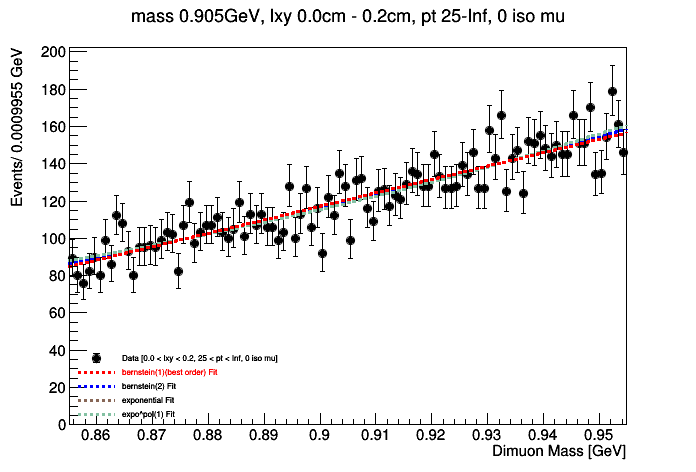 mass 0.905GeV, lxy 0.0cm - 0.2cm, pt 25-Inf, 0 iso mu
Events/ 0.0009955 GeV
200
180
160
140
120
100
80
60
40
20
0
Data [0.0 < lxy < 0.2, 25 < pt < Inf, 0 iso mu]
bernstein(1)(best order) Fit
bernstein(2) Fit
exponential Fit
expo*pol(1) Fit
0.86 0.87 0.88 0.89 0.9 0.91 0.92 0.93 0.94 0.95
Dimuon Mass [GeV]